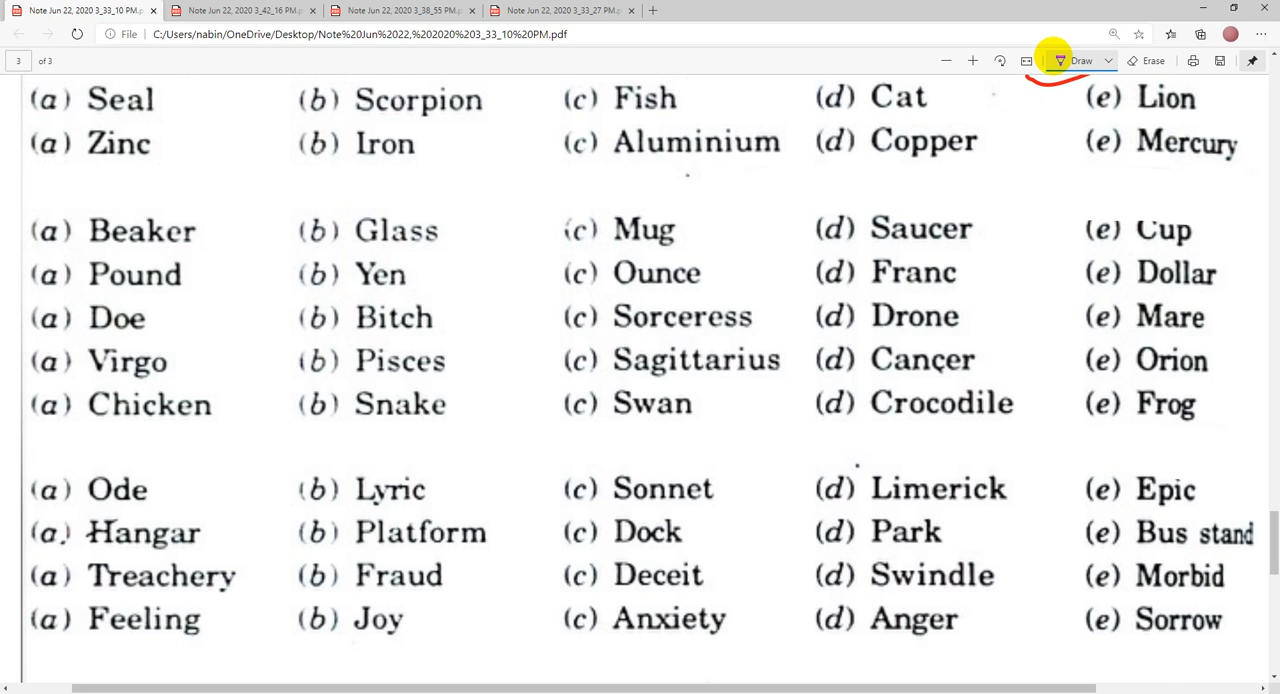 Note Jun 22, 2020 3_33_10 PM.p Note Jun 22, 2020 3_42_16 PM.p Note Jun 22, 2020 3_38_55 PM.p Note Jun 22, 2020 3_33_27 PM.p
File C:/Users/nabin/OneDrive/Desktop/Note%20Jun%2022,%202020%203_33_10%20PM.pdf
3 of 3 Draw Erase
(a) Seal (b) Scorpion (c) Fish (d) Cat (e) Lion
(a) Zinc (b) Iron (c) Aluminium (d) Copper (e) Mercury
(a) Beaker (b) Glass (c) Mug (d) Saucer (e) Cup
(a) Pound (b) Yen (c) Ounce (d) Franc (e) Dollar
(a) Doe (b) Bitch (c) Sorceress (d) Drone (e) Mare
(a) Virgo (b) Pisces (c) Sagittarius (d) Cancer (e) Orion
(a) Chicken (b) Snake (c) Swan (d) Crocodile (e) Frog
(a) Ode (b) Lyric (c) Sonnet (d) Limerick (e) Epic
(a) Hangar (b) Platform (c) Dock (d) Park (e) Bus stand
(a) Treachery (b) Fraud (c) Deceit (d) Swindle (e) Morbid
(a) Feeling (b) Joy (c) Anxiety (d) Anger (e) Sorrow